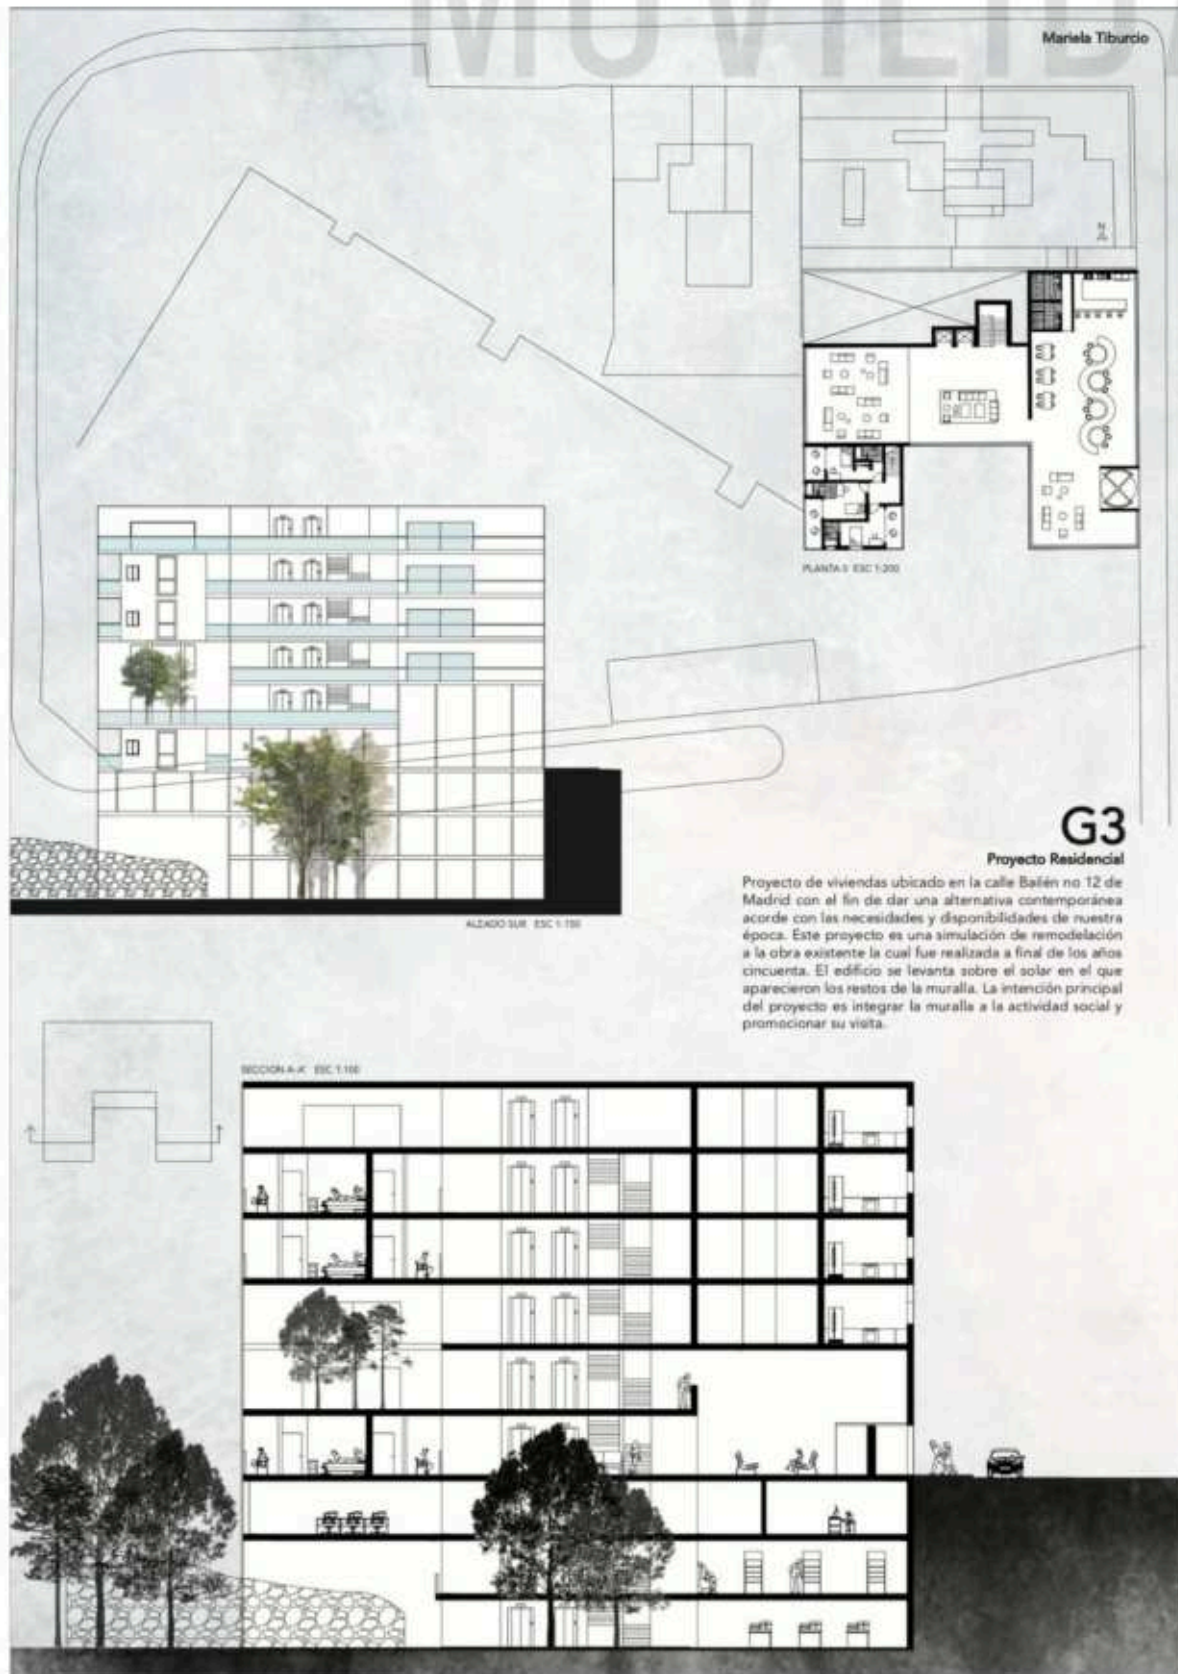 MOVILID
Mariela Tiburcio
N
PLANTA 0 ESC 1:200
G3
Proyecto Residencial
Proyecto de viviendas ubicado en la calle Bailén no 12 de
Madrid con el fin de dar una alternativa contemporánea
acorde con las necesidades y disponibilidades de nuestra
época. Este proyecto es una simulación de remodelación
a la obra existente la cual fue realizada a final de los años
cincuenta. El edificio se levanta sobre el solar en el que
aparecieron los restos de la muralla. La intención principal
del proyecto es integrar la muralla a la actividad social y
promocionar su visita.
ALZADO SUR ESC 1:150
SECCION A-A' ESC 1:100